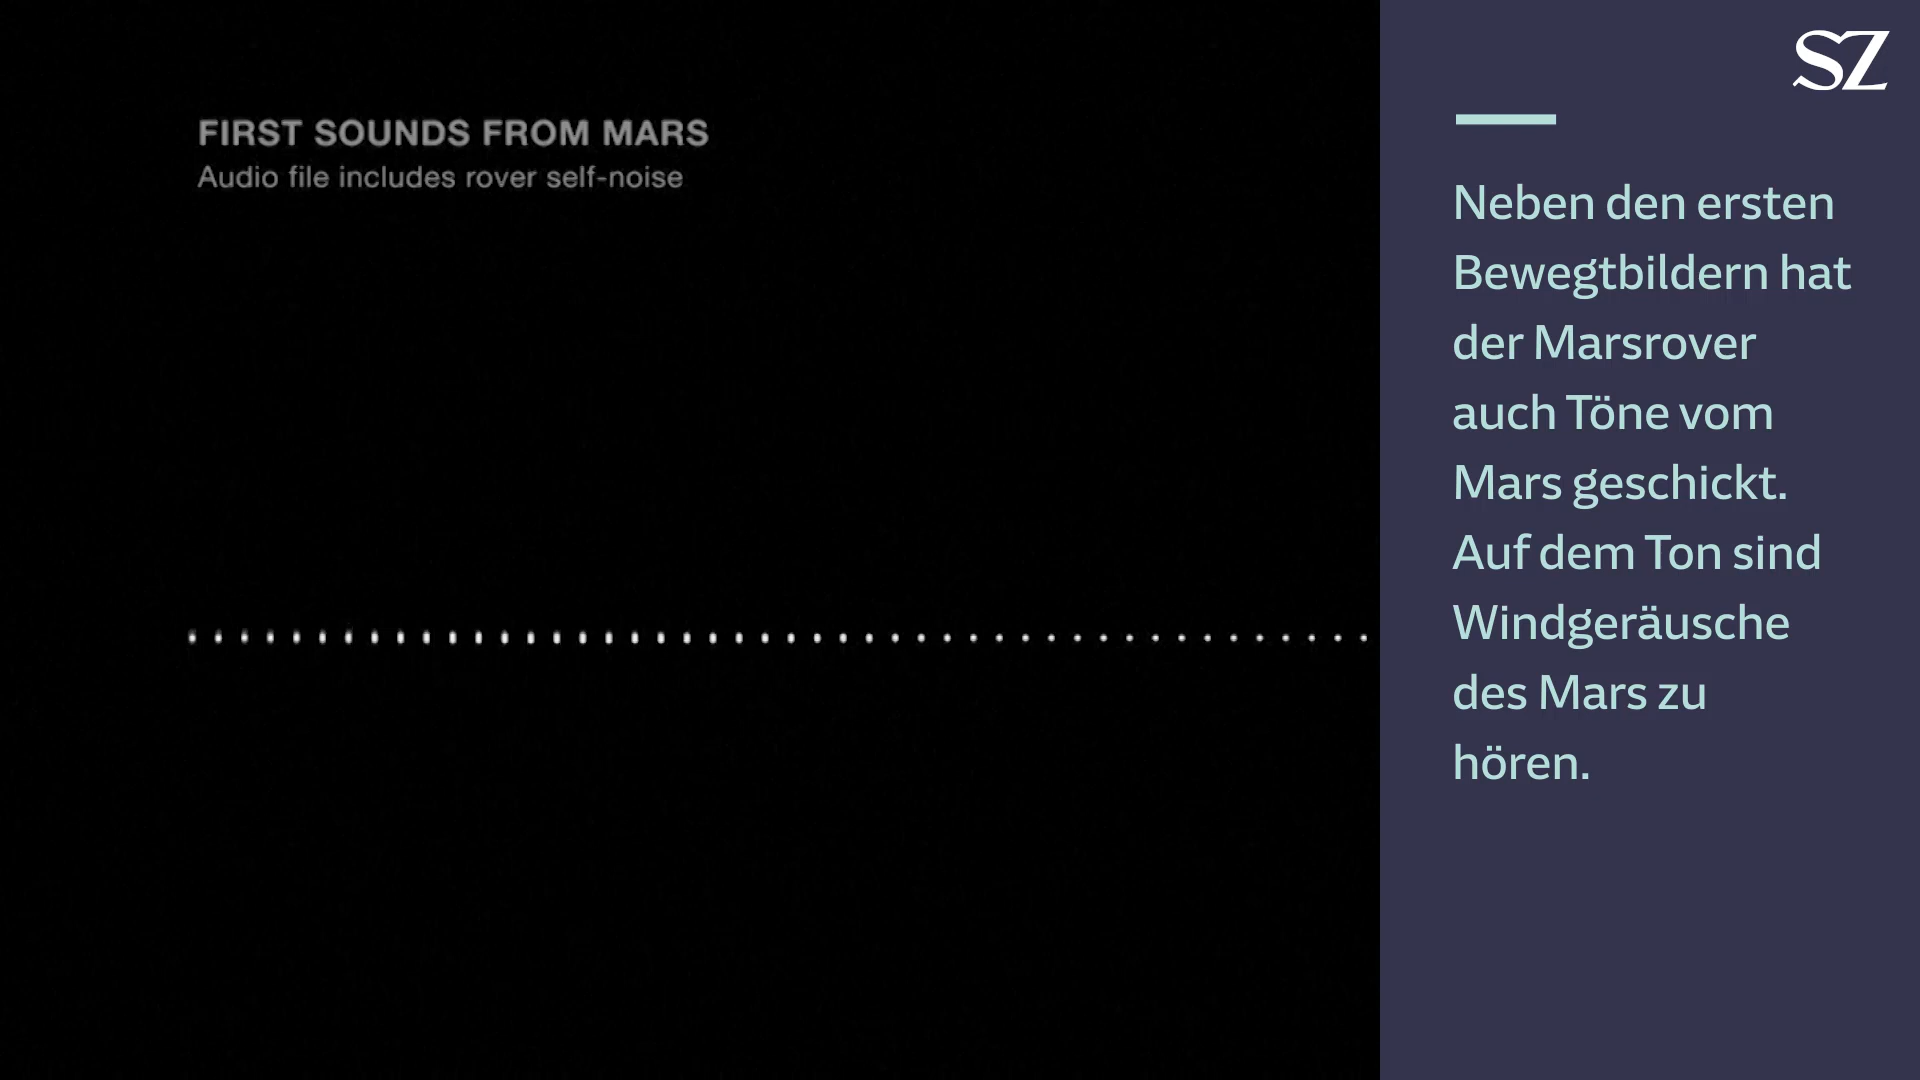 FIRST SOUNDS FROM MARS
Audio file includes rover self-noise
SZ
Neben den ersten
Bewegtbildern hat
der Marsrover
auch Töne vom
Mars geschickt.
Auf dem Ton sind
Windgeräusche
des Mars zu
hören.